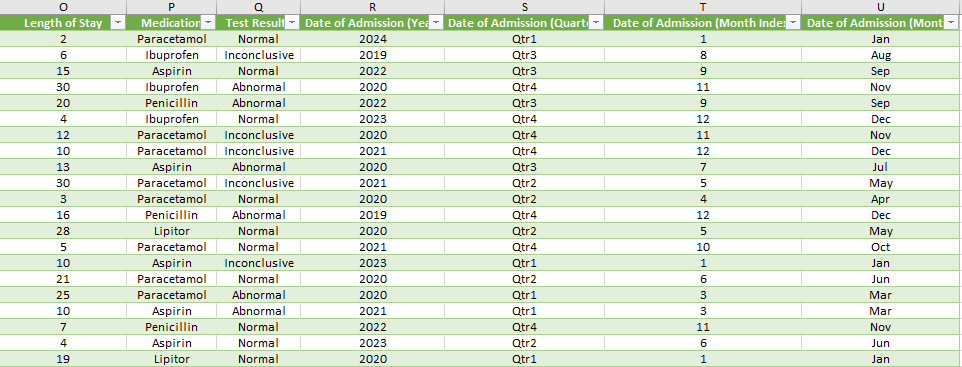 O P Q R S T U
Length of Stay Medication Test Result Date of Admission (Yea Date of Admission (Quart Date of Admission (Month Index Date of Admission (Mont
2 Paracetamol Normal 2024 Qtr1 1 Jan
6 Ibuprofen Inconclusive 2019 Qtr3 8 Aug
15 Aspirin Normal 2022 Qtr3 9 Sep
30 Ibuprofen Abnormal 2020 Qtr4 11 Nov
20 Penicillin Abnormal 2022 Qtr3 9 Sep
4 Ibuprofen Normal 2023 Qtr4 12 Dec
12 Paracetamol Inconclusive 2020 Qtr4 11 Nov
10 Paracetamol Inconclusive 2021 Qtr4 12 Dec
13 Aspirin Abnormal 2020 Qtr3 7 Jul
30 Paracetamol Inconclusive 2021 Qtr2 5 May
3 Paracetamol Normal 2020 Qtr2 4 Apr
16 Penicillin Abnormal 2019 Qtr4 12 Dec
28 Lipitor Normal 2020 Qtr2 5 May
5 Paracetamol Normal 2021 Qtr4 10 Oct
10 Aspirin Inconclusive 2023 Qtr1 1 Jan
21 Paracetamol Normal 2020 Qtr2 6 Jun
25 Paracetamol Abnormal 2020 Qtr1 3 Mar
10 Aspirin Abnormal 2021 Qtr1 3 Mar
7 Penicillin Normal 2022 Qtr4 11 Nov
4 Aspirin Normal 2023 Qtr2 6 Jun
19 Lipitor Normal 2020 Qtr1 1 Jan